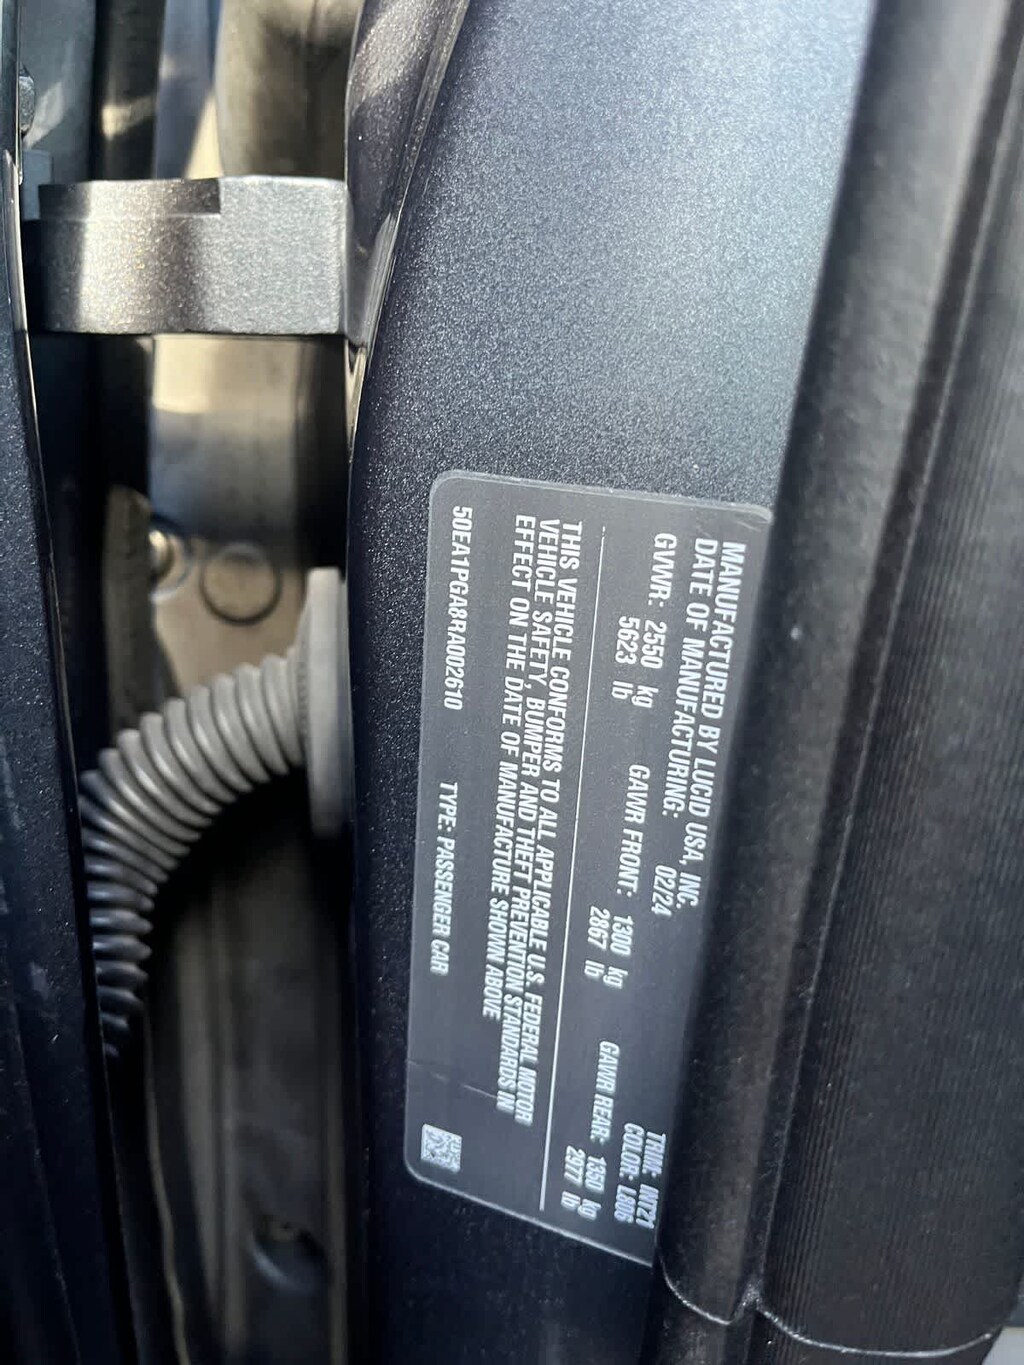 MANUFACTURED BY LUCID USA, INC.
DATE OF MANUFACTURING: 02/24
TRIM: INT21
COLOR: L806
GVWR: 2550 kg GAWR FRONT: 1300 kg GAWR REAR: 1350 kg
5623 lb 2867 lb 2977 lb
THIS VEHICLE CONFORMS TO ALL APPLICABLE U.S. FEDERAL MOTOR
VEHICLE SAFETY, BUMPER AND THEFT PREVENTION STANDARDS IN
EFFECT ON THE DATE OF MANUFACTURE SHOWN ABOVE
50EA1PGA8RA002610 TYPE: PASSENGER CAR